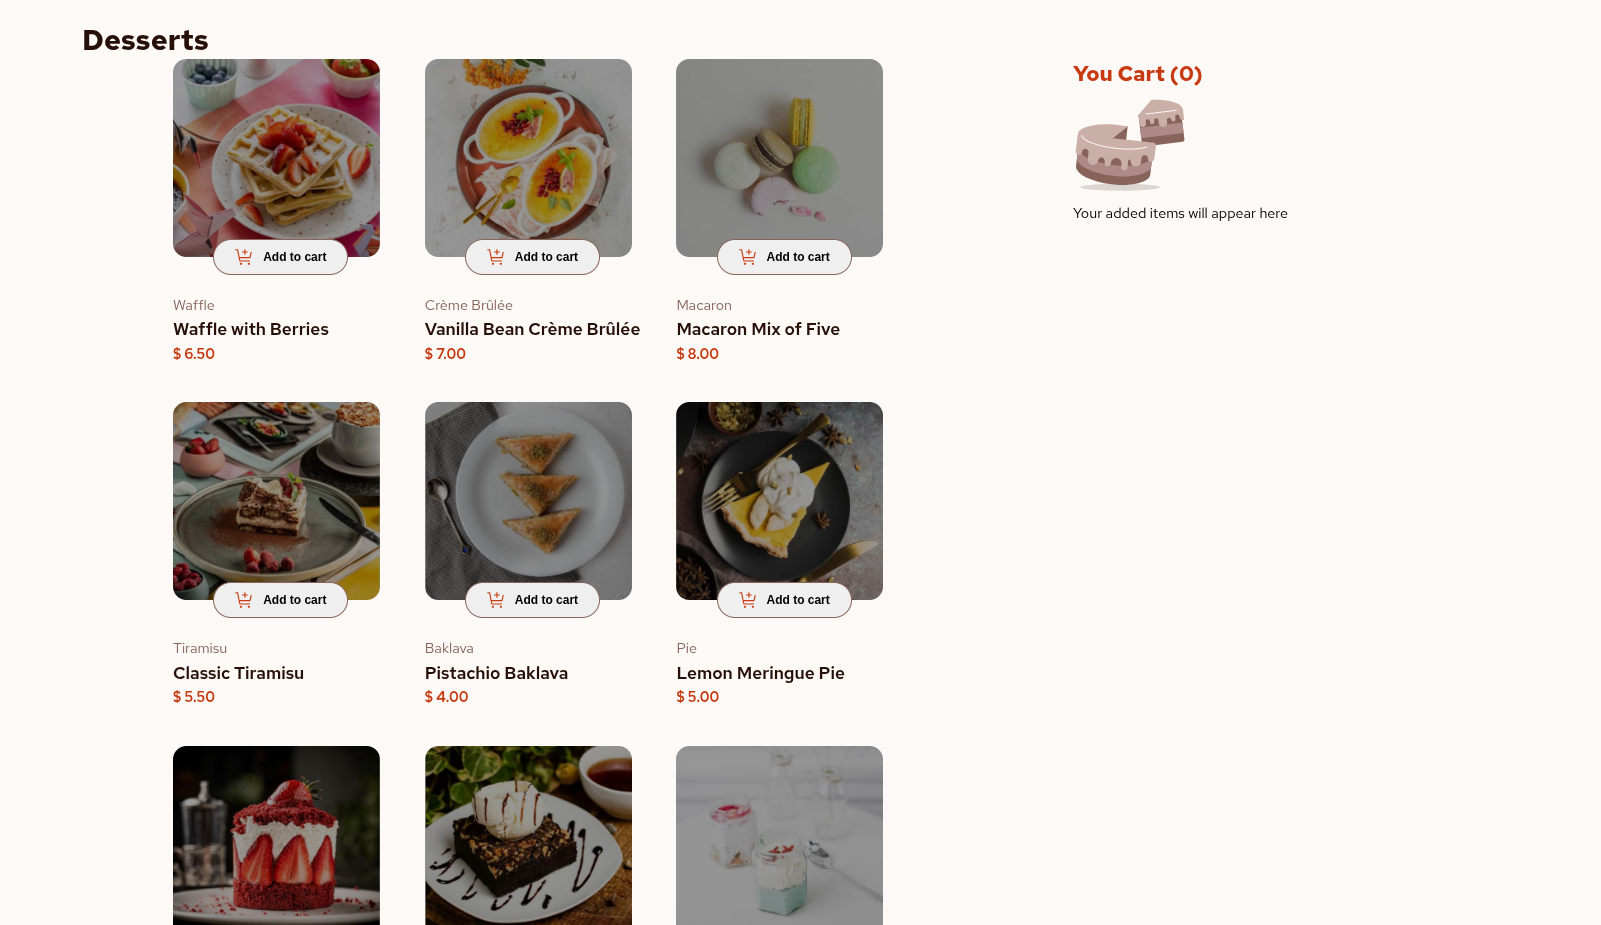 Desserts
You Cart (0)
Your added items will appear here
Add to cart
Add to cart
Add to cart
Waffle
Waffle with Berries
$ 6.50
Crème Brûlée
Vanilla Bean Crème Brûlée
$ 7.00
Macaron
Macaron Mix of Five
$ 8.00
Add to cart
Add to cart
Add to cart
Tiramisu
Classic Tiramisu
$ 5.50
Baklava
Pistachio Baklava
$ 4.00
Pie
Lemon Meringue Pie
$ 5.00